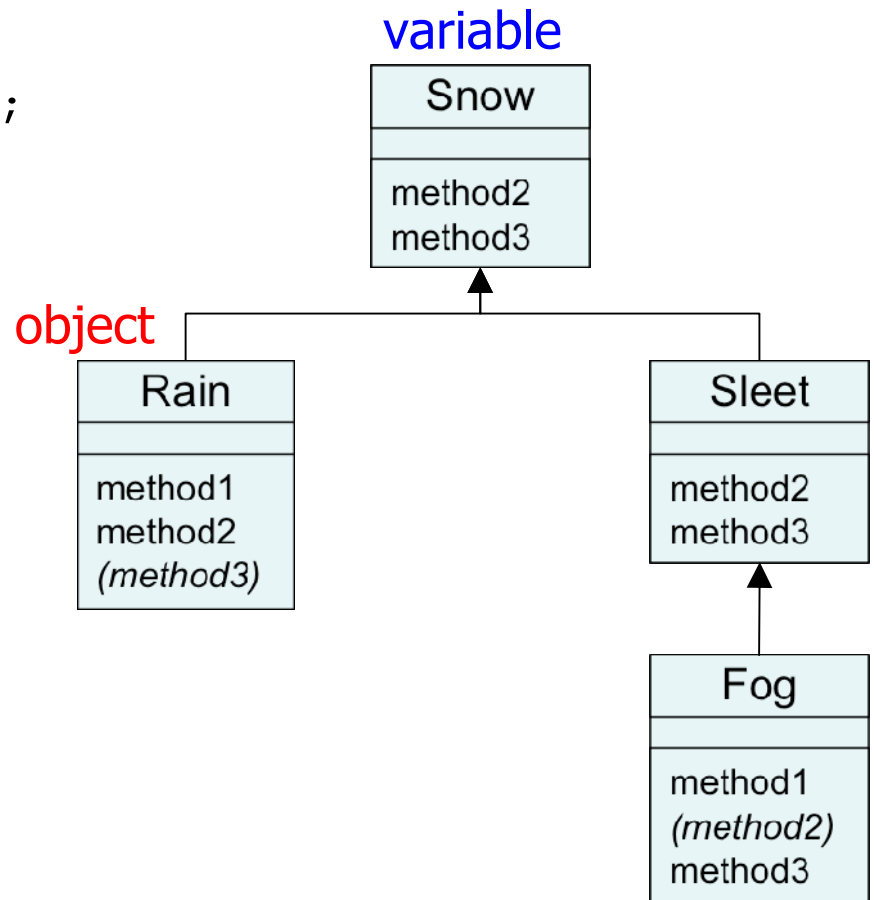 variable
;
Snow
method2
method3
object
Rain
method1
method2
(method3)
Sleet
method2
method3
Fog
method1
(method2)
method3